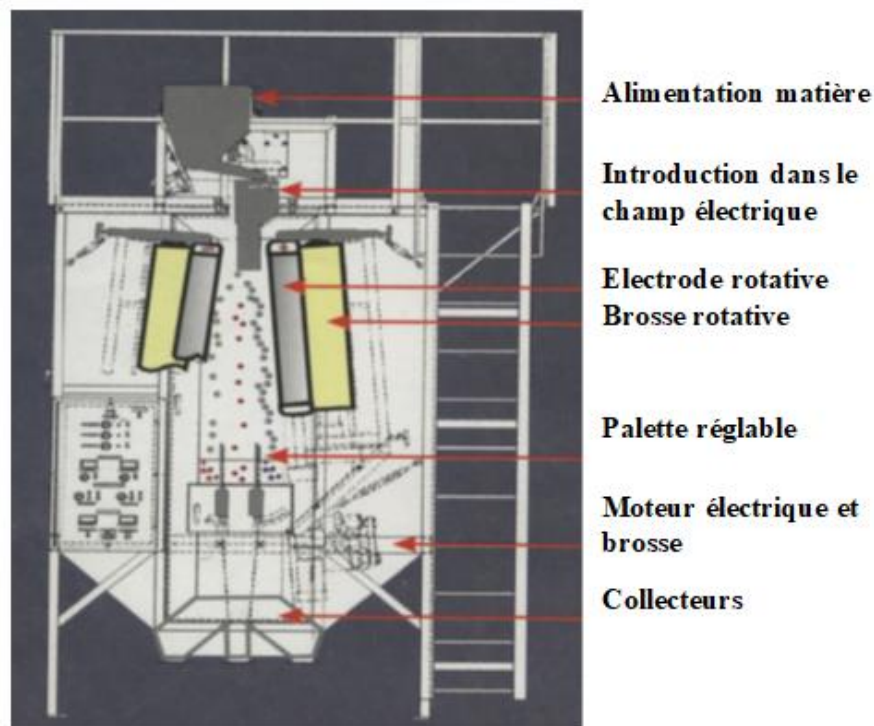 Alimentation matière
Introduction dans le
champ électrique
Electrode rotative
Brosse rotative
Palette réglable
Moteur électrique et
brosse
Collecteurs